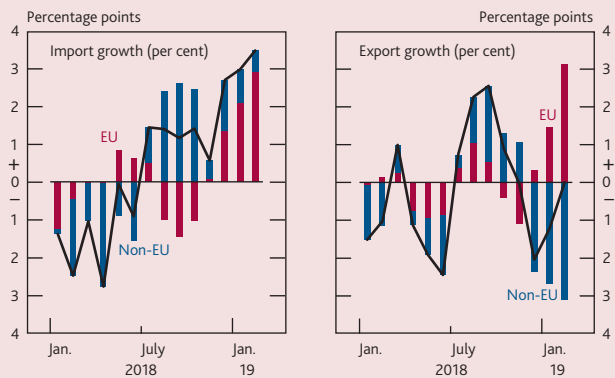 Percentage points
Import growth (per cent)
4
3
2
1
+
0
–
1
2
3
4
EU
Non-EU
Jan.
July
Jan.
2018
19
Percentage points
Export growth (per cent)
4
3
2
1
+
0
–
1
2
3
4
EU
Non-EU
Jan.
July
Jan.
2018
19